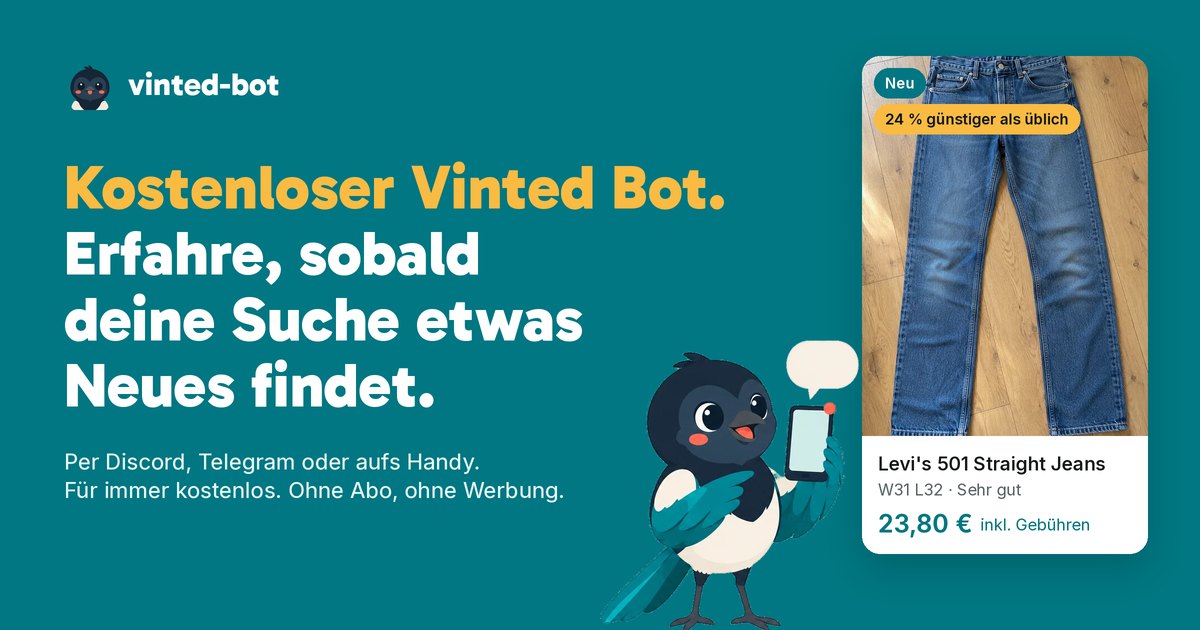 vinted-bot
Kostenloser Vinted Bot.
Erfahre, sobald
deine Suche etwas
Neues findet.
Per Discord, Telegram oder aufs Handy.
Für immer kostenlos. Ohne Abo, ohne Werbung.
Neu
24 % günstiger als üblich
Levi's 501 Straight Jeans
W31 L32 · Sehr gut
23,80 € inkl. Gebühren